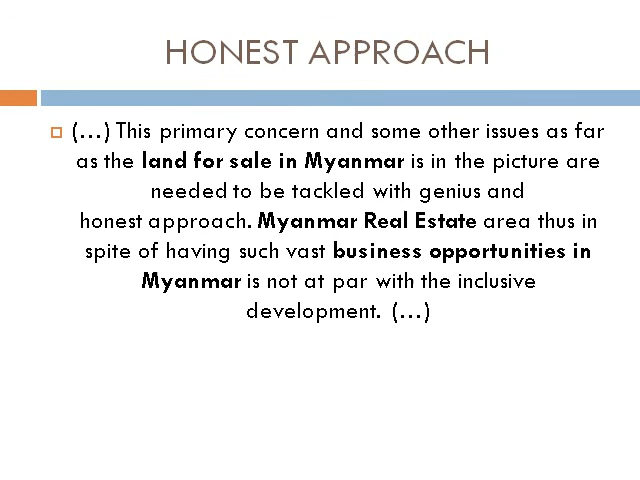 HONEST APPROACH
(…) This primary concern and some other issues as far
as the land for sale in Myanmar is in the picture are
needed to be tackled with genius and
honest approach. Myanmar Real Estate area thus in
spite of having such vast business opportunities in
Myanmar is not at par with the inclusive
development. (…)